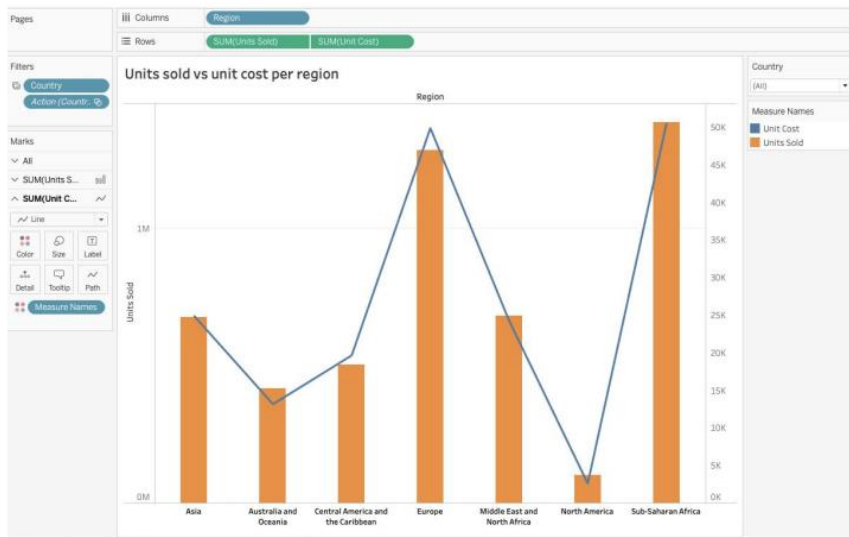 Pages
Columns
Region
Rows
SUM(Units Sold)
SUM(Unit Cost)
Filters
Country
Action (Countr..
Marks
All
SUM(Units S...
SUM(Unit C...
Line
Color
Size
Label
Detail
Tooltip
Path
Measure Names
Units sold vs unit cost per region
Region
Units Sold
1M
0M
50K
45K
40K
35K
30K
25K
20K
15K
10K
5K
0K
Asia
Australia and
Oceania
Central America and
the Caribbean
Europe
Middle East and
North Africa
North America
Sub-Saharan Africa
Country
(All)
Measure Names
Unit Cost
Units Sold